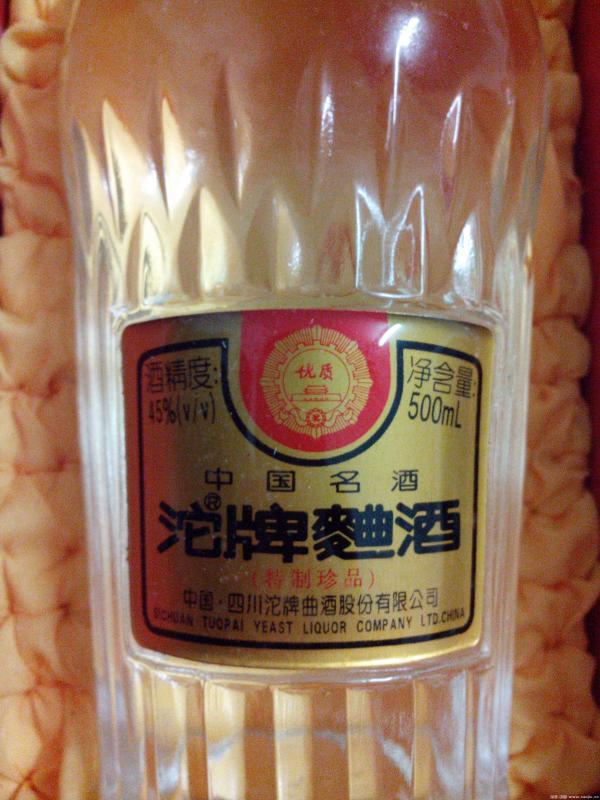 优质
酒精度:
45%(v/v)
净含量:
500mL
中国名酒
沱牌®麯酒
(特制珍品)
中国·四川沱牌曲酒股份有限公司
SICHUAN TUOPAI YEAST LIQUOR COMPANY LTD.CHINA